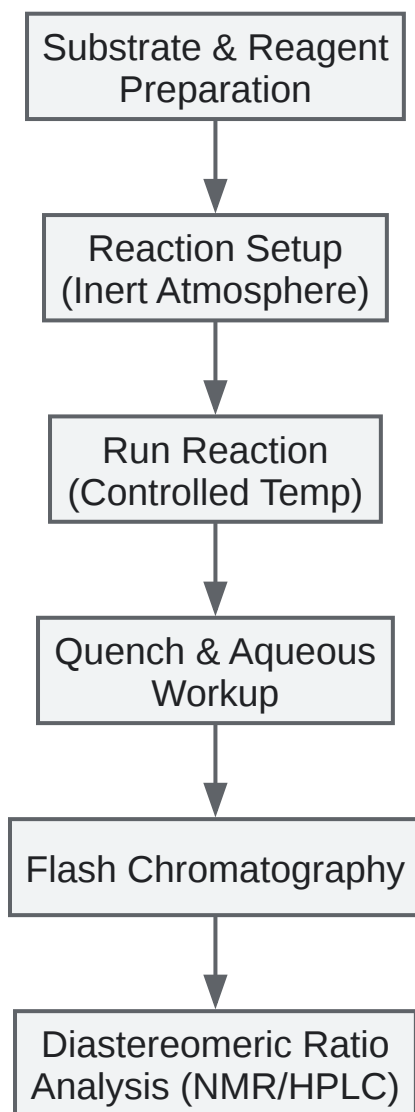 Substrate & Reagent
Preparation
Reaction Setup
(Inert Atmosphere)
Run Reaction
(Controlled Temp)
Quench & Aqueous
Workup
Flash Chromatography
Diastereomeric Ratio
Analysis (NMR/HPLC)